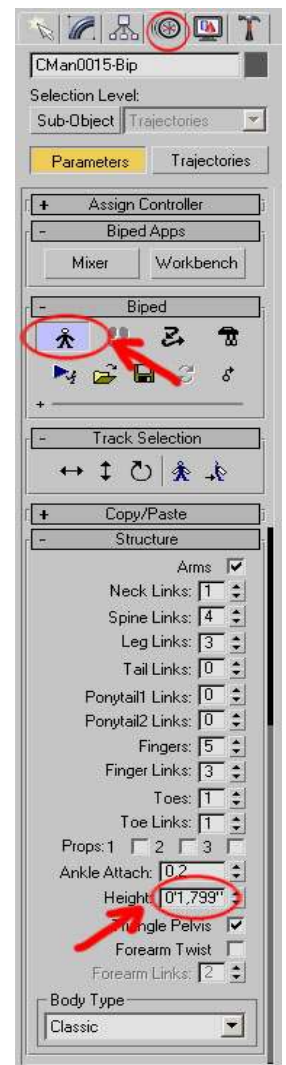 CMan0015-Bip
Selection Level:
Sub-Object Trajectories
Parameters Trajectories
+ Assign Controller
- Biped Apps
Mixer Workbench
- Biped
+
- Track Selection
+ Copy/Paste
- Structure
Arms
Neck Links: 1
Spine Links: 4
Leg Links: 3
Tail Links: 0
Ponytail1 Links: 0
Ponytail2 Links: 0
Fingers: 5
Finger Links: 3
Toes: 1
Toe Links: 1
Props: 1 2 3
Ankle Attach: 0,2
Height: 0'1,799"
Triangle Pelvis
Forearm Twist
Forearm Links: 2
Body Type
Classic